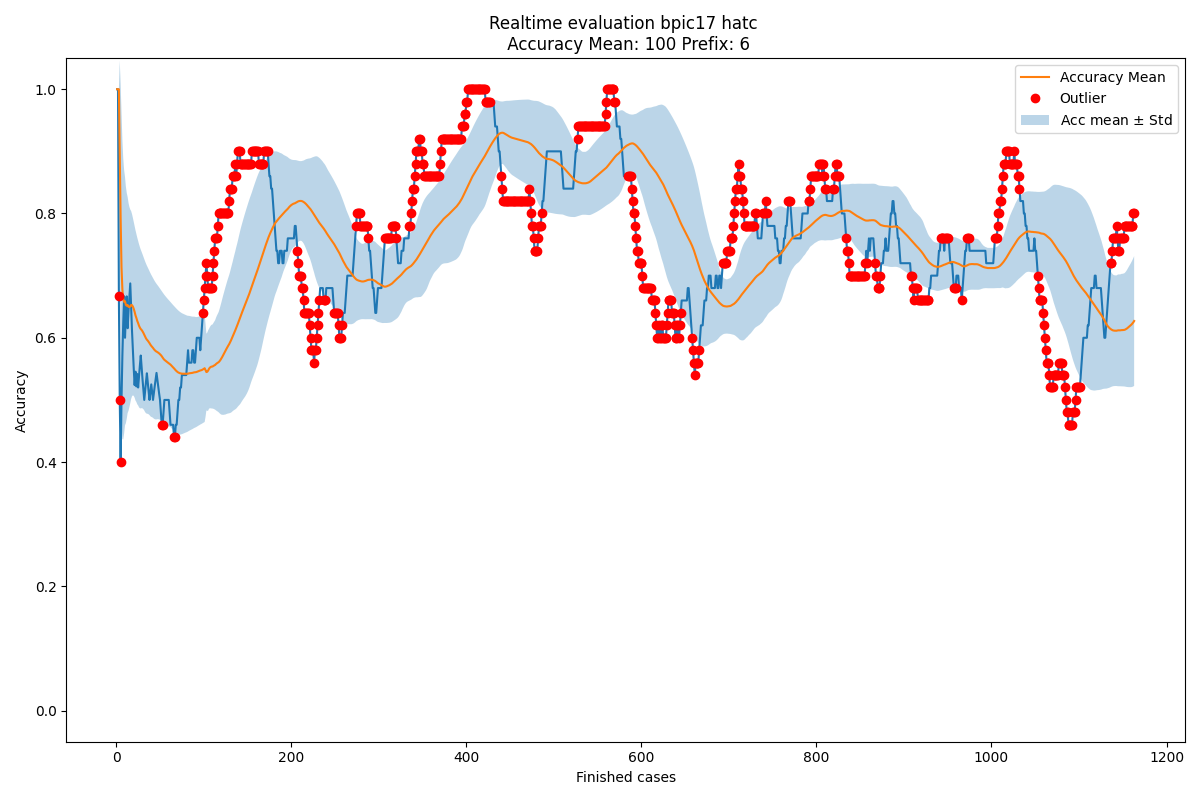 Realtime evaluation bpic17 hatc
Accuracy Mean: 100 Prefix: 6
Accuracy Mean
Outlier
Acc mean ± Std
1.0
0.8
0.6
0.4
0.2
0.0
Accuracy
0
200
400
600
800
1000
1200
Finished cases